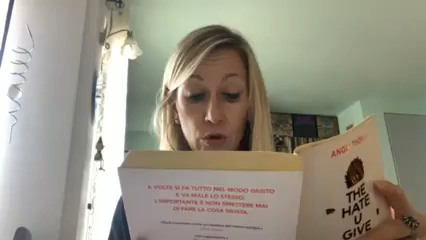 A VOLTE SI FA TUTTO NEL MODO GIUSTO
E VA MALE LO STESSO.
L'IMPORTANTE È NON SMETTERE MAI
DI FARE LA COSA GIUSTA.
ANGIE THOMAS
THE
HATE
U
GIVE